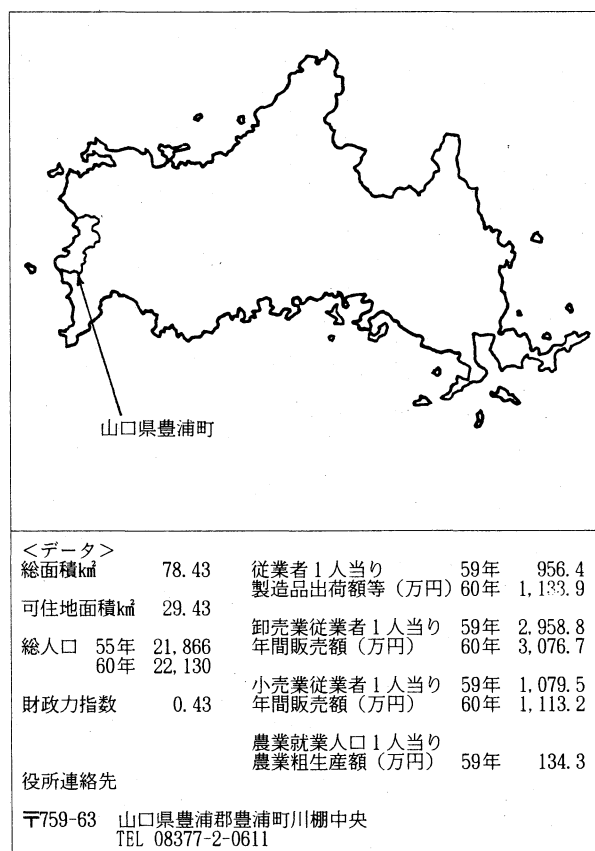 山口県豊浦町
＜データ＞
総面積㎢ 78.43
可住地面積㎢ 29.43
総人口 55年 21,866
60年 22,130
財政力指数 0.43
従業者１人当り 59年 956.4
製造品出荷額等（万円） 60年 1,133.9
卸売業従業者１人当り 59年 2,958.8
年間販売額（万円） 60年 3,076.7
小売業従業者１人当り 59年 1,079.5
年間販売額（万円） 60年 1,113.2
農業就業人口１人当り
農業粗生産額（万円） 59年 134.3
役所連絡先
〒759-63 山口県豊浦郡豊浦町川棚中央
TEL 08377-2-0611